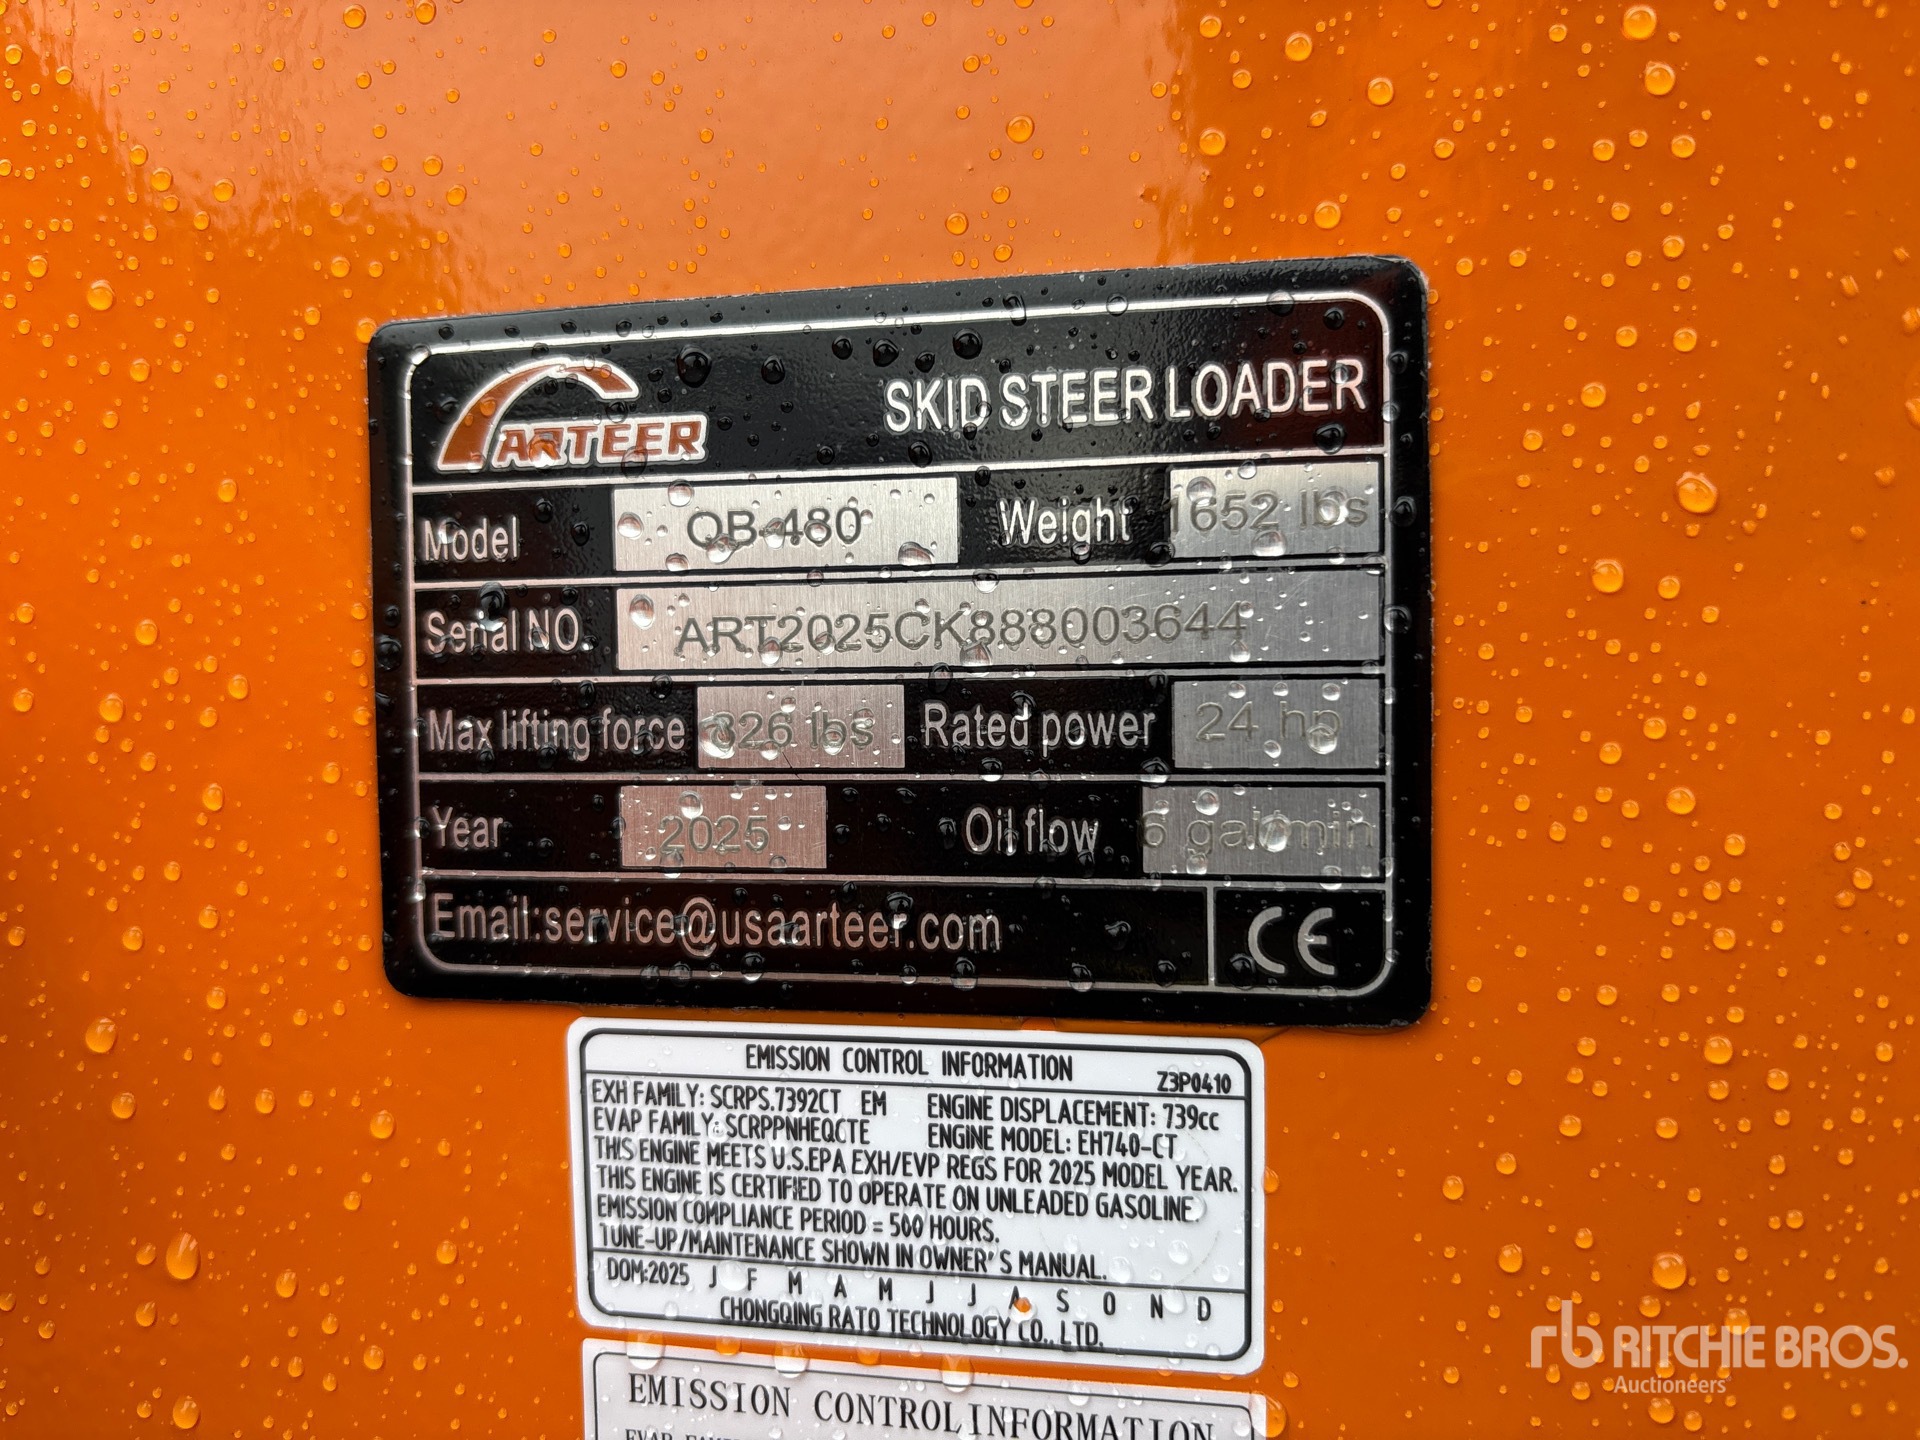 ARTEER
SKID STEER LOADER
Model QB-480 Weight 1652 lbs
Serial NO. ART2025CK888003644
Max lifting force 826 lbs Rated power 24 hp
Year 2025 Oil flow 6 gal/min
Email:service@usaarteer.com CE
EMISSION CONTROL INFORMATION Z3P0410
EXH FAMILY: SCRPS.7392CT EM ENGINE DISPLACEMENT: 739cc
EVAP FAMILY: SCRPPNHEQCTE ENGINE MODEL: EH740-CT
THIS ENGINE MEETS U.S.EPA EXH/EVP REGS FOR 2025 MODEL YEAR.
THIS ENGINE IS CERTIFIED TO OPERATE ON UNLEADED GASOLINE.
EMISSION COMPLIANCE PERIOD = 500 HOURS.
TUNE-UP/MAINTENANCE SHOWN IN OWNER'S MANUAL.
DOM:2025 J F M A M J J A S O N D
CHONGQING RATO TECHNOLOGY CO., LTD.
EMISSION CONTROL INFORMATION
rb RITCHIE BROS.
Auctioneers